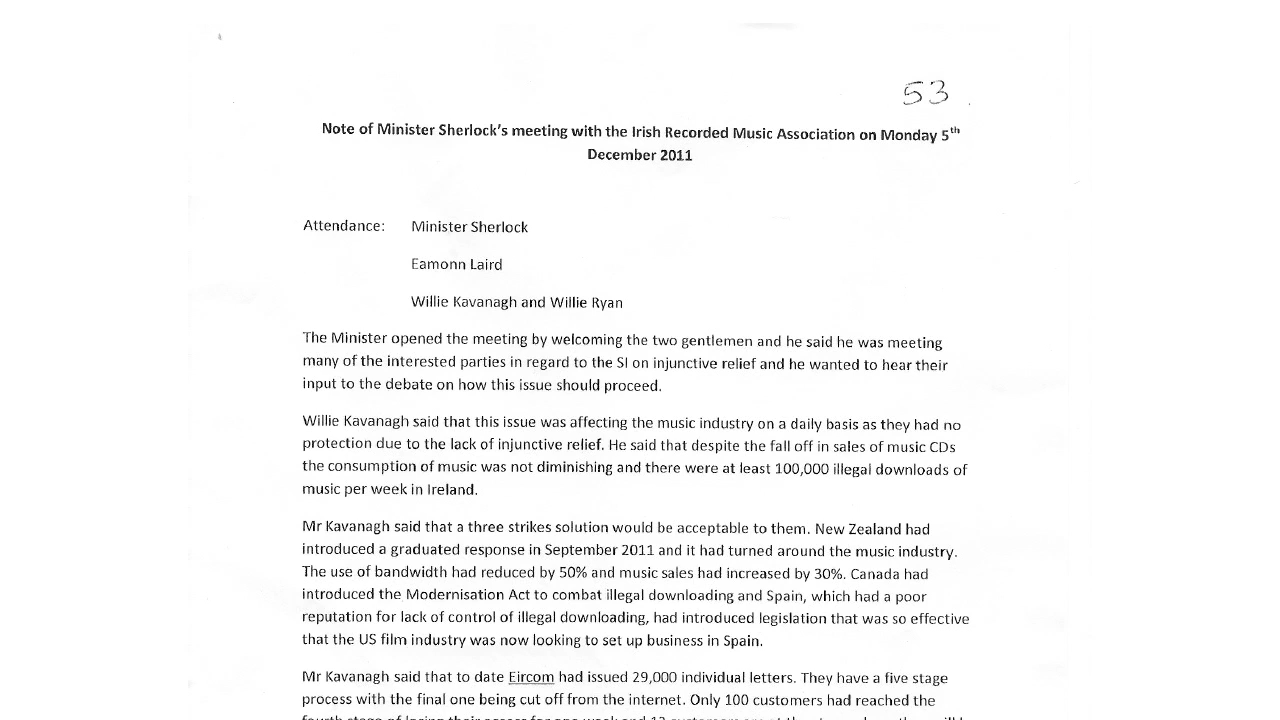 53
Note of Minister Sherlock's meeting with the Irish Recorded Music Association on Monday 5th
December 2011
Attendance: Minister Sherlock
Eamonn Laird
Willie Kavanagh and Willie Ryan
The Minister opened the meeting by welcoming the two gentlemen and he said he was meeting
many of the interested parties in regard to the SI on injunctive relief and he wanted to hear their
input to the debate on how this issue should proceed.
Willie Kavanagh said that this issue was affecting the music industry on a daily basis as they had no
protection due to the lack of injunctive relief. He said that despite the fall off in sales of music CDs
the consumption of music was not diminishing and there were at least 100,000 illegal downloads of
music per week in Ireland.
Mr Kavanagh said that a three strikes solution would be acceptable to them. New Zealand had
introduced a graduated response in September 2011 and it had turned around the music industry.
The use of bandwidth had reduced by 50% and music sales had increased by 30%. Canada had
introduced the Modernisation Act to combat illegal downloading and Spain, which had a poor
reputation for lack of control of illegal downloading, had introduced legislation that was so effective
that the US film industry was now looking to set up business in Spain.
Mr Kavanagh said that to date Eircom had issued 29,000 individual letters. They have a five stage
process with the final one being cut off from the internet. Only 100 customers had reached the
fourth stage of losing their access for one week and